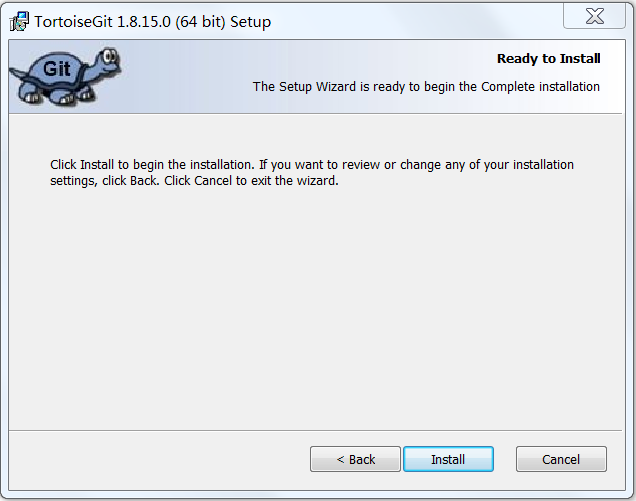 TortoiseGit 1.8.15.0 (64 bit) Setup
Git
Ready to Install
The Setup Wizard is ready to begin the Complete installation
Click Install to begin the installation. If you want to review or change any of your installation
settings, click Back. Click Cancel to exit the wizard.
< Back
Install
Cancel